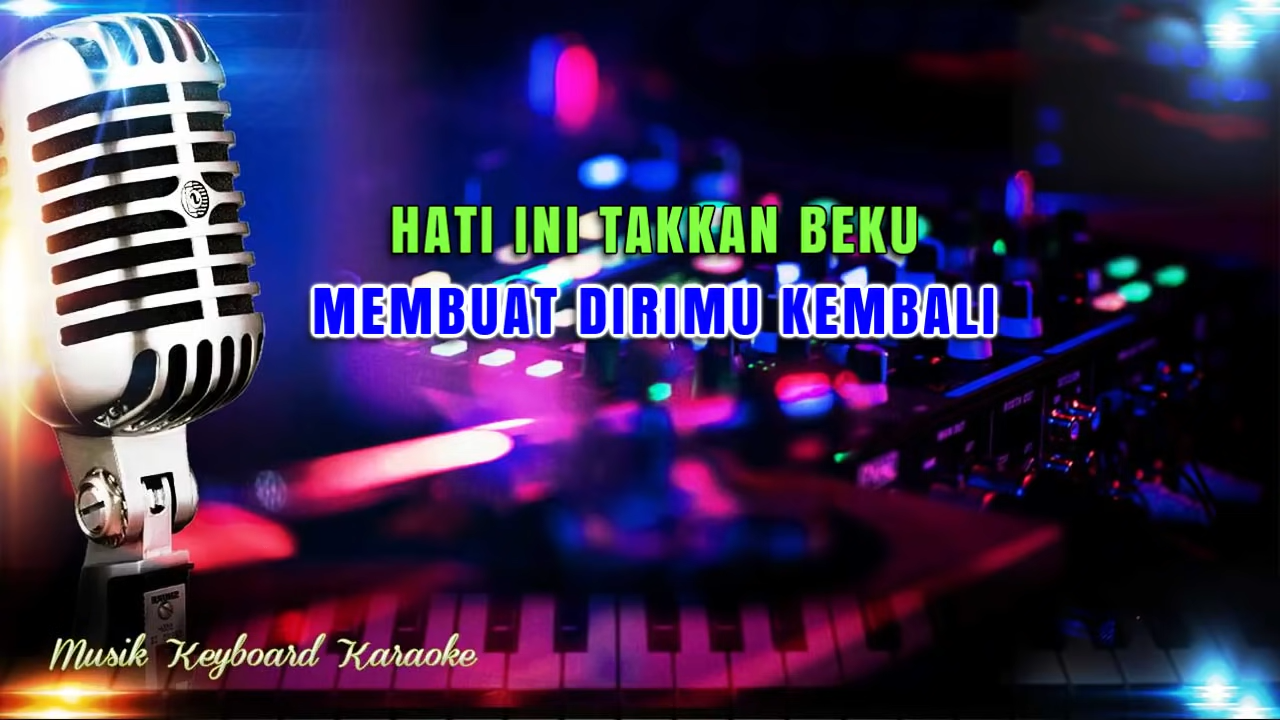 HATI INI TAKKAN BEKU
MEMBUAT DIRIMU KEMBALI
Musik Keyboard Karaoke